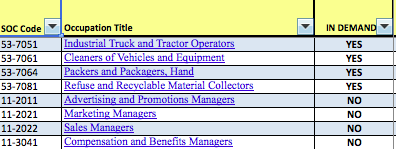 SOC Code Occupation Title IN DEMAND
53-7051 Industrial Truck and Tractor Operators YES
53-7061 Cleaners of Vehicles and Equipment YES
53-7064 Packers and Packagers, Hand YES
53-7081 Refuse and Recyclable Material Collectors YES
11-2011 Advertising and Promotions Managers NO
11-2021 Marketing Managers NO
11-2022 Sales Managers NO
11-3041 Compensation and Benefits Managers NO